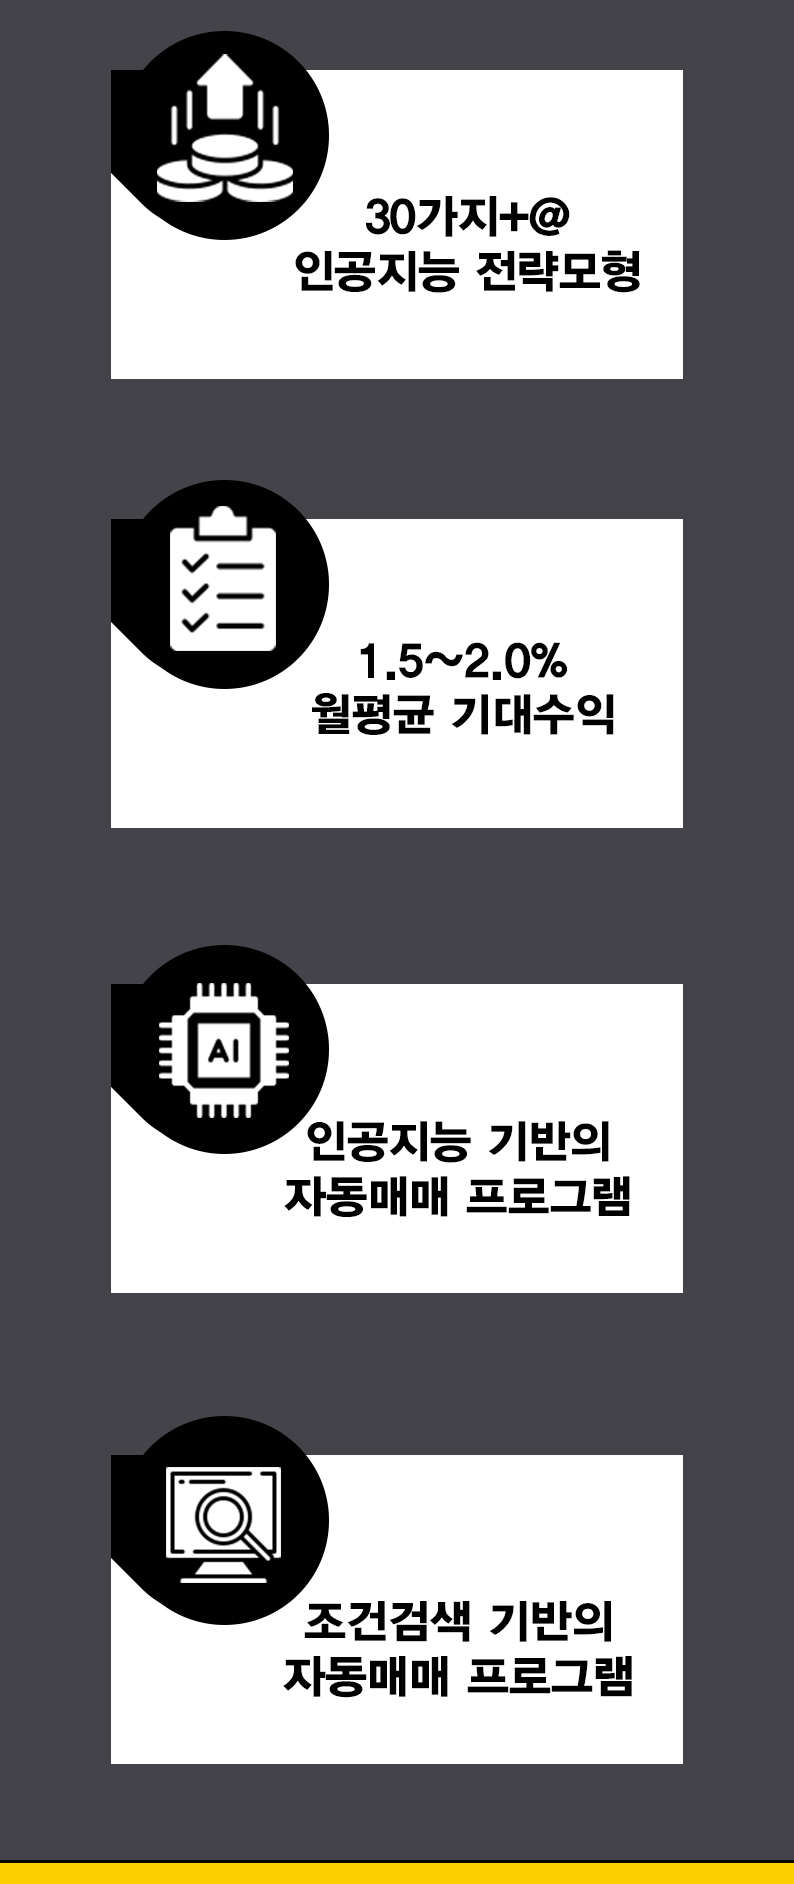 30가지+@
인공지능 전략모형
1.5~2.0%
월평균 기대수익
AI
인공지능 기반의
자동매매 프로그램
조건검색 기반의
자동매매 프로그램